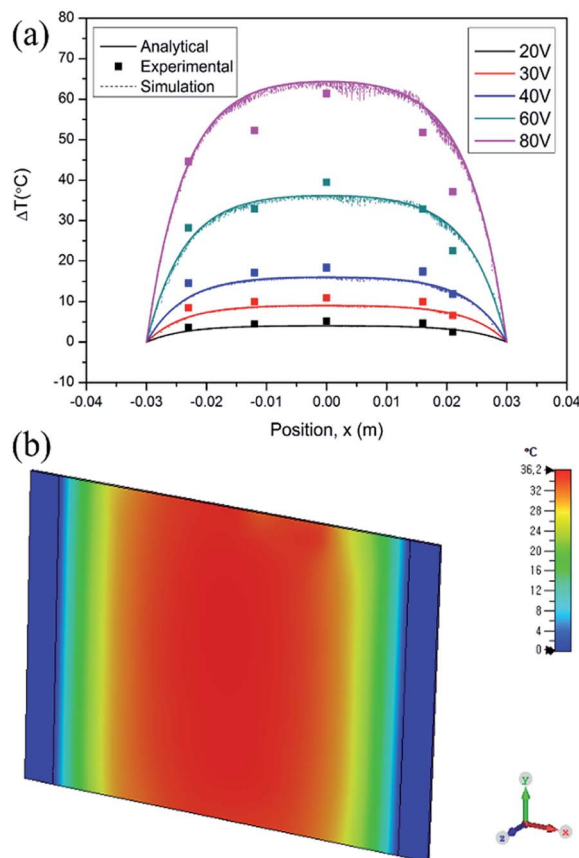 (a)
80
70
60
50
40
30
20
10
0
-10
ΔT(°C)
Analytical
Experimental
Simulation
20V
30V
40V
60V
80V
-0.04 -0.03 -0.02 -0.01 0.00 0.01 0.02 0.03 0.04
Position, x (m)
(b)
°C
36,2
32
28
24
20
16
12
8
4
0
Y
Z
X